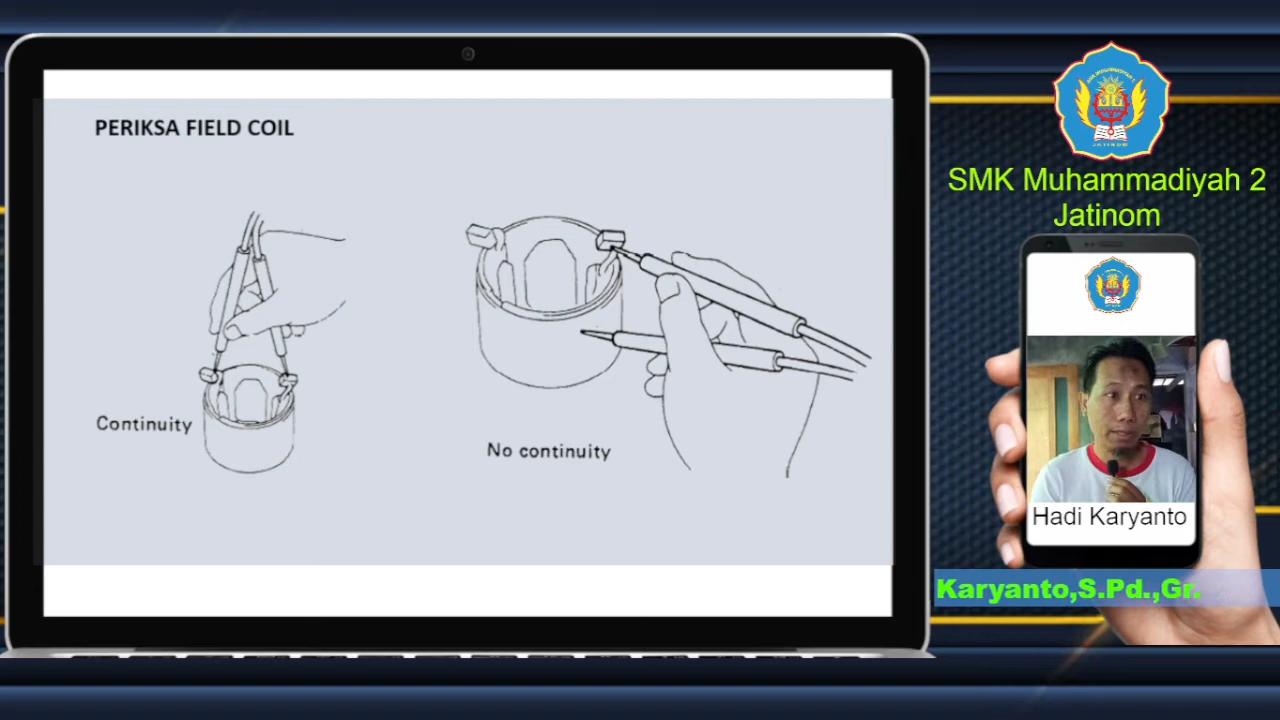 PERIKSA FIELD COIL
Continuity
No continuity
SMK Muhammadiyah 2
Jatinom
Hadi Karyanto
Karyanto,S.Pd.,Gr.